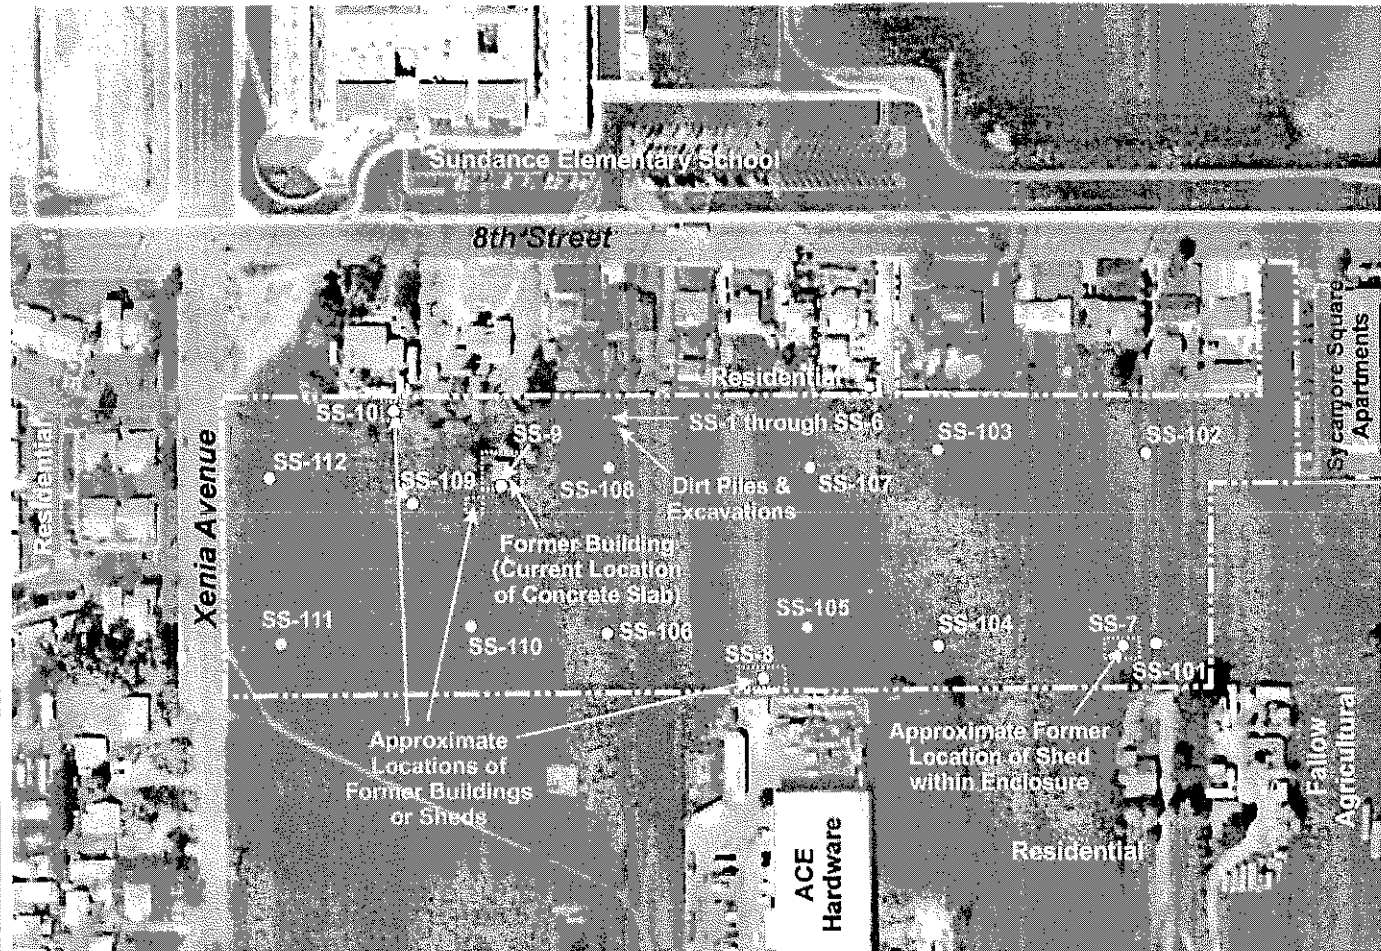 Sundance Elementary School
8th Street
Sycamore Square
Apartments
Residential
SS-10
SS-1 through SS-6
SS-9
SS-103
SS-102
SS-112
SS-109
SS-108
SS-107
Dirt Piles &
Excavations
Residential
Xenia Avenue
Former Building
(Current Location
of Concrete Slab)
SS-111
SS-110
SS-106
SS-105
SS-104
SS-7
SS-8
SS-101
Approximate
Locations of
Former Buildings
or Sheds
Approximate Former
Location of Shed
within Enclosure
Fallow
Agricultural
Residential
ACE
Hardware